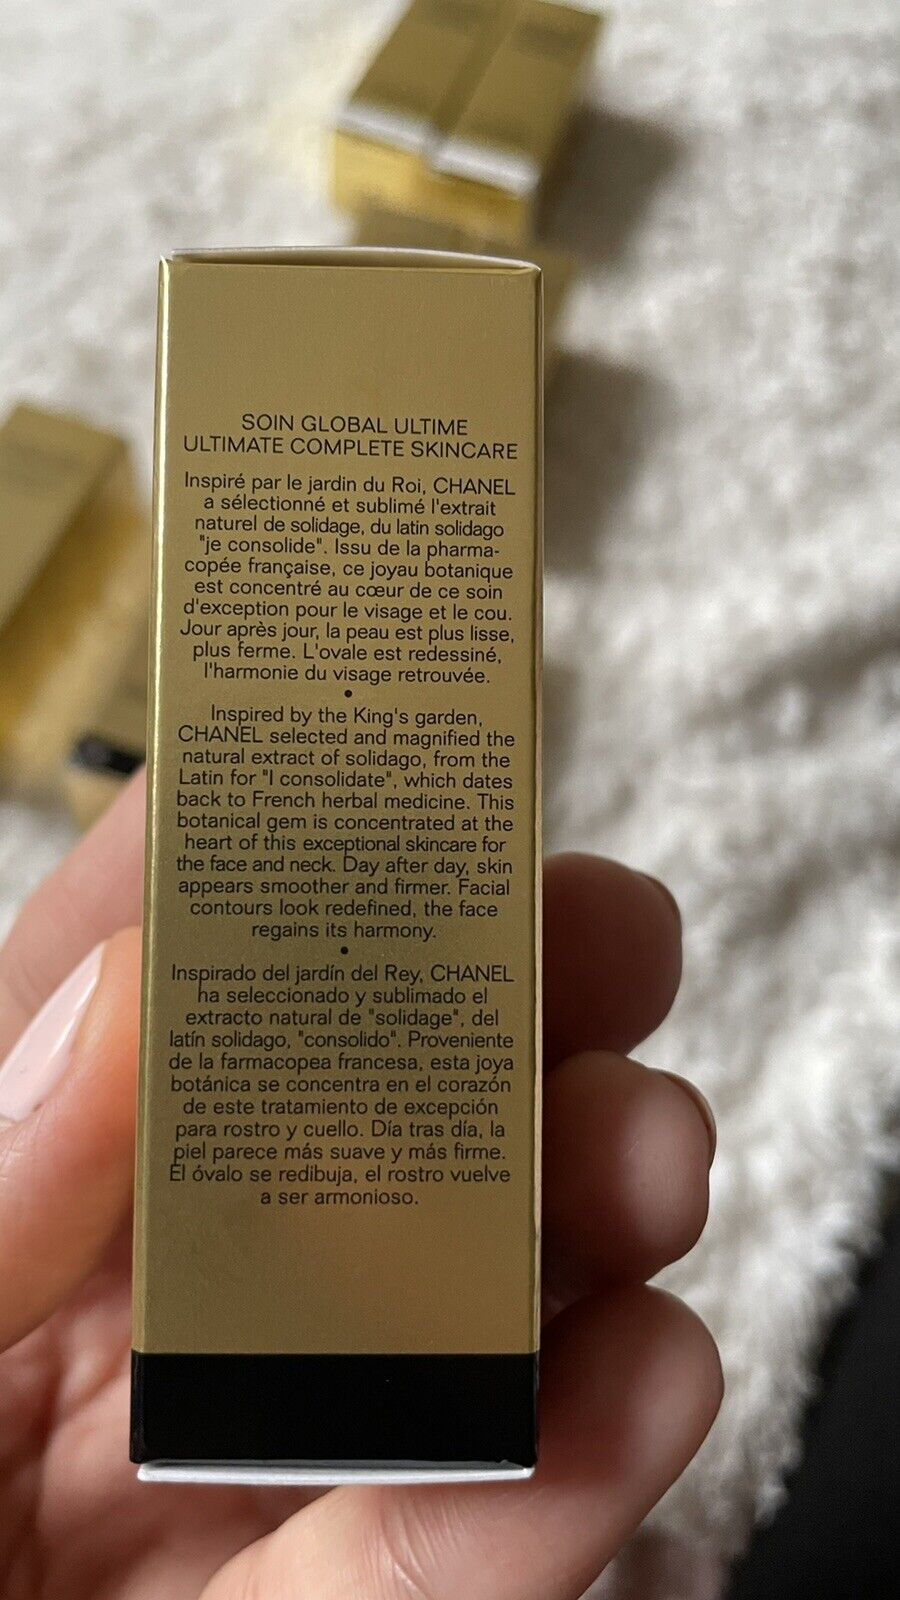 SOIN GLOBAL ULTIME
ULTIMATE COMPLETE SKINCARE
Inspiré par le jardin du Roi, CHANEL
a sélectionné et sublimé l'extrait
naturel de solidage, du latin solidago
"je consolide". Issu de la pharma-
copée française, ce joyau botanique
est concentré au cœur de ce soin
d'exception pour le visage et le cou.
Jour après jour, la peau est plus lisse,
plus ferme. L'ovale est redessiné,
l'harmonie du visage retrouvée.
•
Inspired by the King's garden,
CHANEL selected and magnified the
natural extract of solidago, from the
Latin for "I consolidate", which dates
back to French herbal medicine. This
botanical gem is concentrated at the
heart of this exceptional skincare for
the face and neck. Day after day, skin
appears smoother and firmer. Facial
contours look redefined, the face
regains its harmony.
•
Inspirado del jardín del Rey, CHANEL
ha seleccionado y sublimado el
extracto natural de "solidage", del
latín solidago, "consolido". Proveniente
de la farmacopea francesa, esta joya
botánica se concentra en el corazón
de este tratamiento de excepción
para rostro y cuello. Día tras día, la
piel parece más suave y más firme.
El óvalo se redibuja, el rostro vuelve
a ser armonioso.